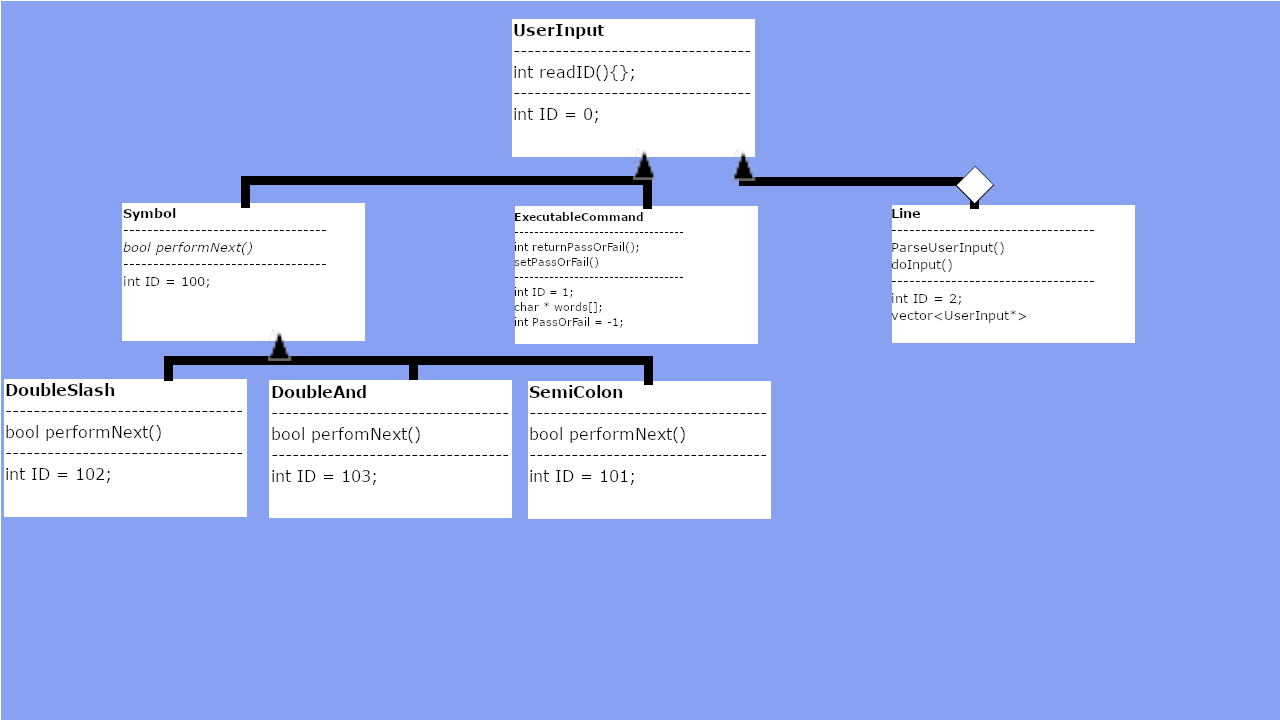 UserInput
----------------------------------------
int readID(){};
----------------------------------------
int ID = 0;
Symbol
----------------------------------------
bool performNext()
----------------------------------------
int ID = 100;
ExecutableCommand
----------------------------------------
int returnPassOrFail();
setPassOrFail()
----------------------------------------
int ID = 1;
char * words[];
int PassOrFail = -1;
Line
----------------------------------------
ParseUserInput()
doInput()
----------------------------------------
int ID = 2;
vector<UserInput*>
DoubleSlash
----------------------------------------
bool performNext()
----------------------------------------
int ID = 102;
DoubleAnd
----------------------------------------
bool perfomNext()
----------------------------------------
int ID = 103;
SemiColon
----------------------------------------
bool performNext()
----------------------------------------
int ID = 101;